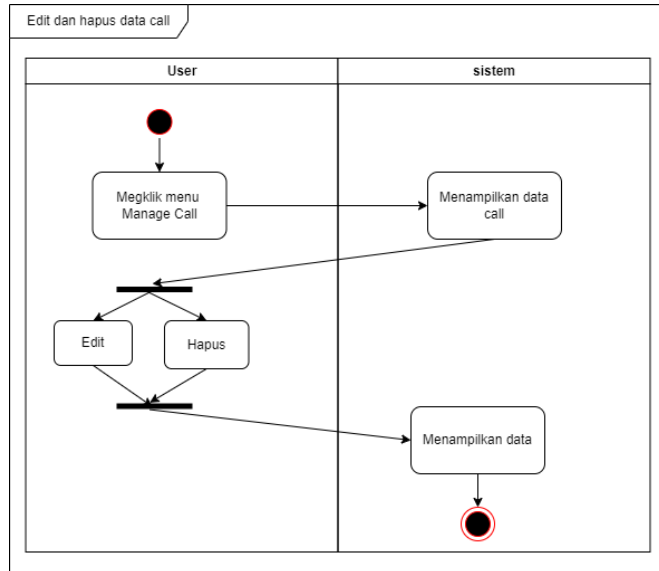 Edit dan hapus data call
User
sistem
Megklik menu
Manage Call
Menampilkan data
call
Edit
Hapus
Menampilkan data